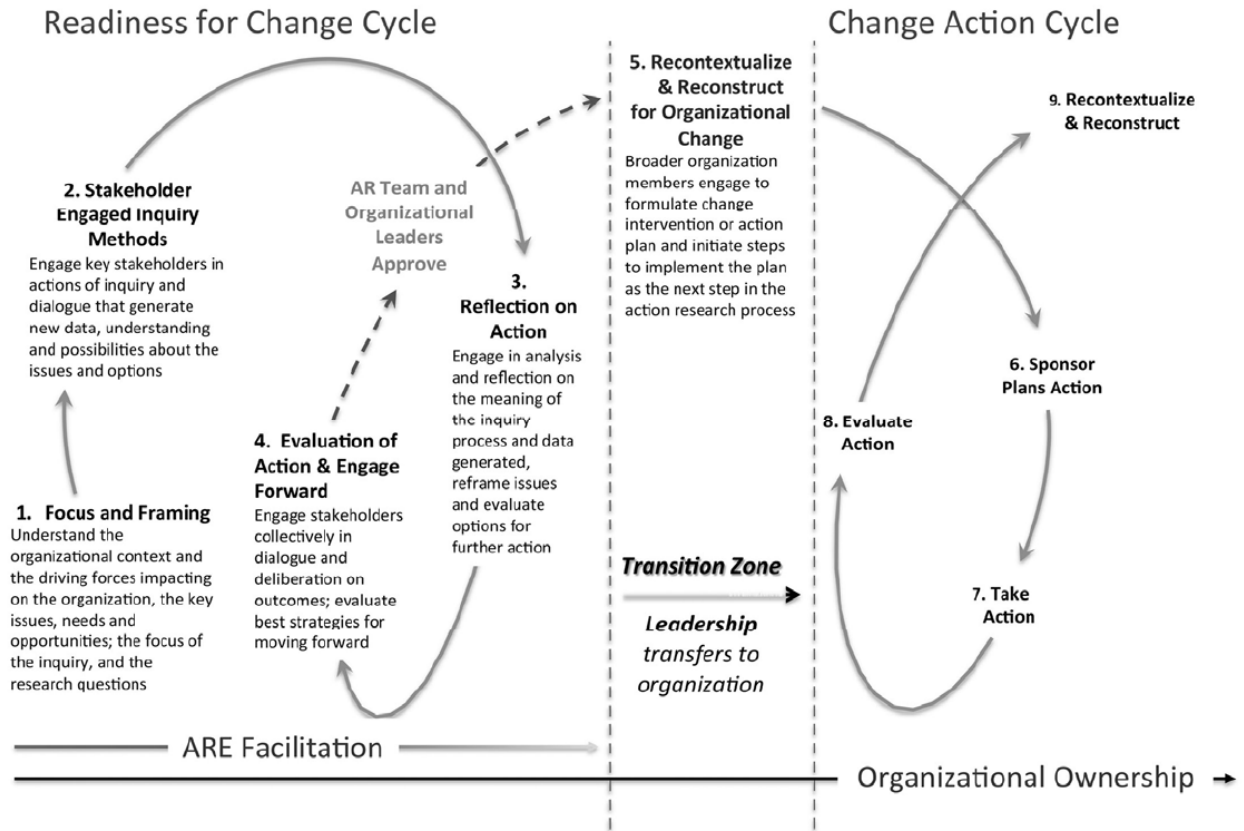 Readiness for Change Cycle
Change Action Cycle
1. Focus and Framing
Understand the
organizational context and
the driving forces impacting
on the organization, the key
issues, needs and
opportunities; the focus of
the inquiry, and the
research questions
2. Stakeholder
Engaged Inquiry
Methods
Engage key stakeholders in
actions of inquiry and
dialogue that generate
new data, understanding
and possibilities about the
issues and options
3.
Reflection on
Action
Engage in analysis
and reflection on
the meaning of
the inquiry
process and data
generated,
reframe issues
and evaluate
options for
further action
4. Evaluation of
Action & Engage
Forward
Engage stakeholders
collectively in
dialogue and
deliberation on
outcomes; evaluate
best strategies for
moving forward
AR Team and
Organizational
Leaders
Approve
5. Recontextualize
& Reconstruct
for Organizational
Change
Broader organization
members engage to
formulate change
intervention or action
plan and initiate steps
to implement the plan
as the next step in the
action research process
Transition Zone
Leadership
transfers to
organization
6. Sponsor
Plans Action
7. Take
Action
8. Evaluate
Action
9. Recontextualize
& Reconstruct
ARE Facilitation
Organizational Ownership